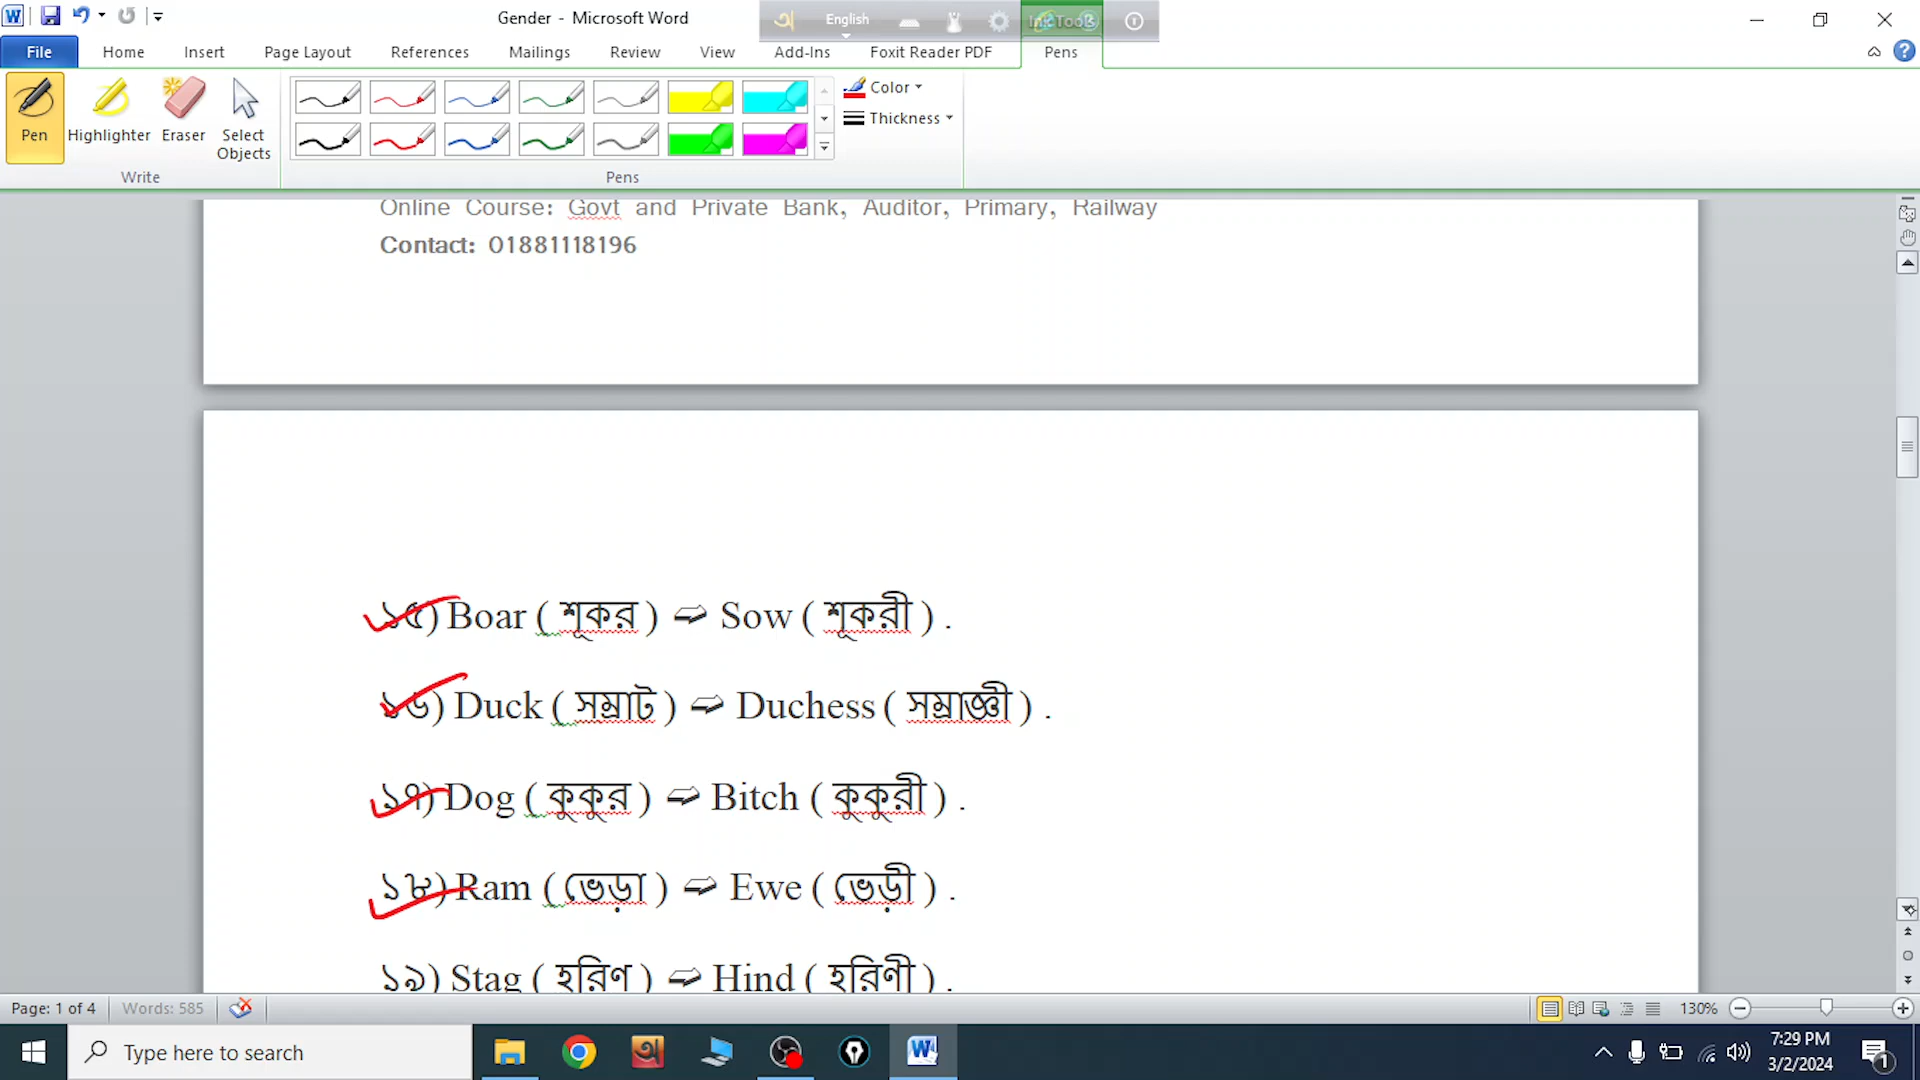 Gender - Microsoft Word
English
Ink Tools
File Home Insert Page Layout References Mailings Review View Add-Ins Foxit Reader PDF Pens
Pen Highlighter Eraser Select Objects
Color
Thickness
Write Pens
Online Course: Govt and Private Bank, Auditor, Primary, Railway
Contact: 01881118196
১৫) Boar ( শূকর ) ➫ Sow ( শূকরী ) .
১৬) Duck ( সম্রাট ) ➫ Duchess ( সম্রাজ্ঞী ) .
১৭) Dog ( কুকুর ) ➫ Bitch ( কুকুরী ) .
১৮) Ram ( ভেড়া ) ➫ Ewe ( ভেড়ী ) .
১৯) Stag ( হরিণ ) ➫ Hind ( হরিণী ) .
Page: 1 of 4 Words: 585 130%
Type here to search
7:29 PM
3/2/2024
1